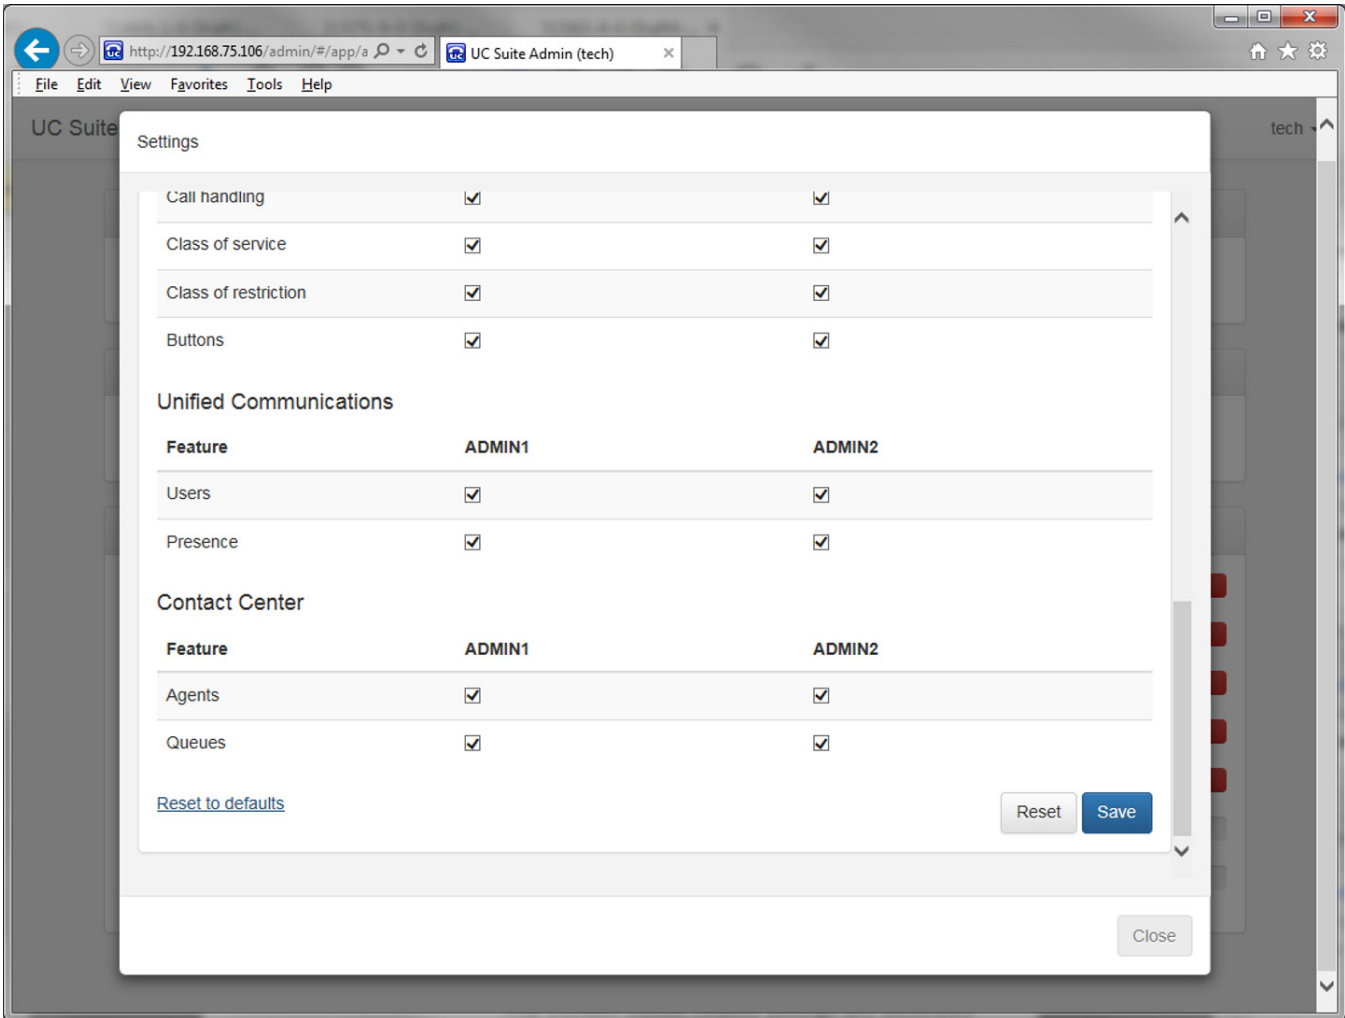 http://192.168.75.106/admin/#/app/a
UC Suite Admin (tech)
File Edit View Favorites Tools Help
UC Suite
tech
Settings
Call handling
Class of service
Class of restriction
Buttons
Unified Communications
Feature ADMIN1 ADMIN2
Users
Presence
Contact Center
Feature ADMIN1 ADMIN2
Agents
Queues
Reset to defaults
Reset Save
Close